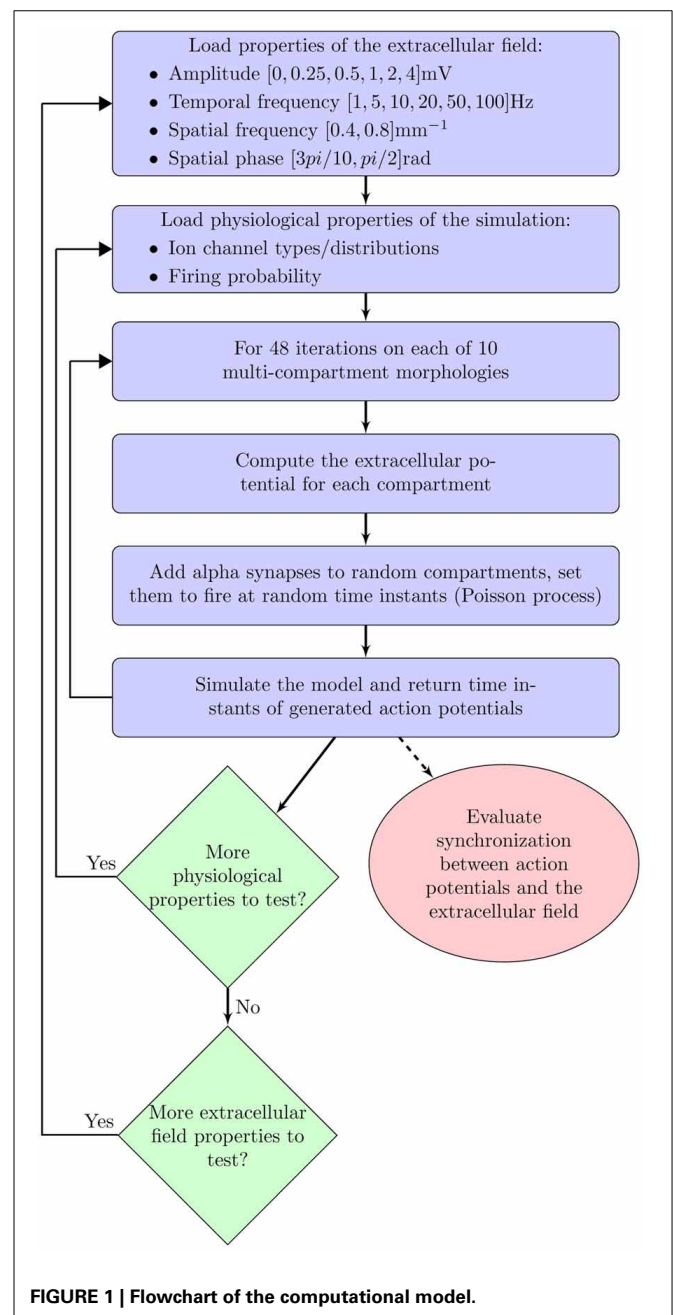 Load properties of the extracellular field:
• Amplitude [0, 0.25, 0.5, 1, 2, 4]mV
• Temporal frequency [1, 5, 10, 20, 50, 100]Hz
• Spatial frequency [0.4, 0.8]mm⁻¹
• Spatial phase [3pi/10, pi/2]rad
Load physiological properties of the simulation:
• Ion channel types/distributions
• Firing probability
For 48 iterations on each of 10
multi-compartment morphologies
Compute the extracellular po-
tential for each compartment
Add alpha synapses to random compartments, set
them to fire at random time instants (Poisson process)
Simulate the model and return time in-
stants of generated action potentials
Yes
More
physiological
properties to test?
Evaluate
synchronization
between action
potentials and the
extracellular field
No
Yes
More extracellular
field properties to
test?
FIGURE 1 | Flowchart of the computational model.